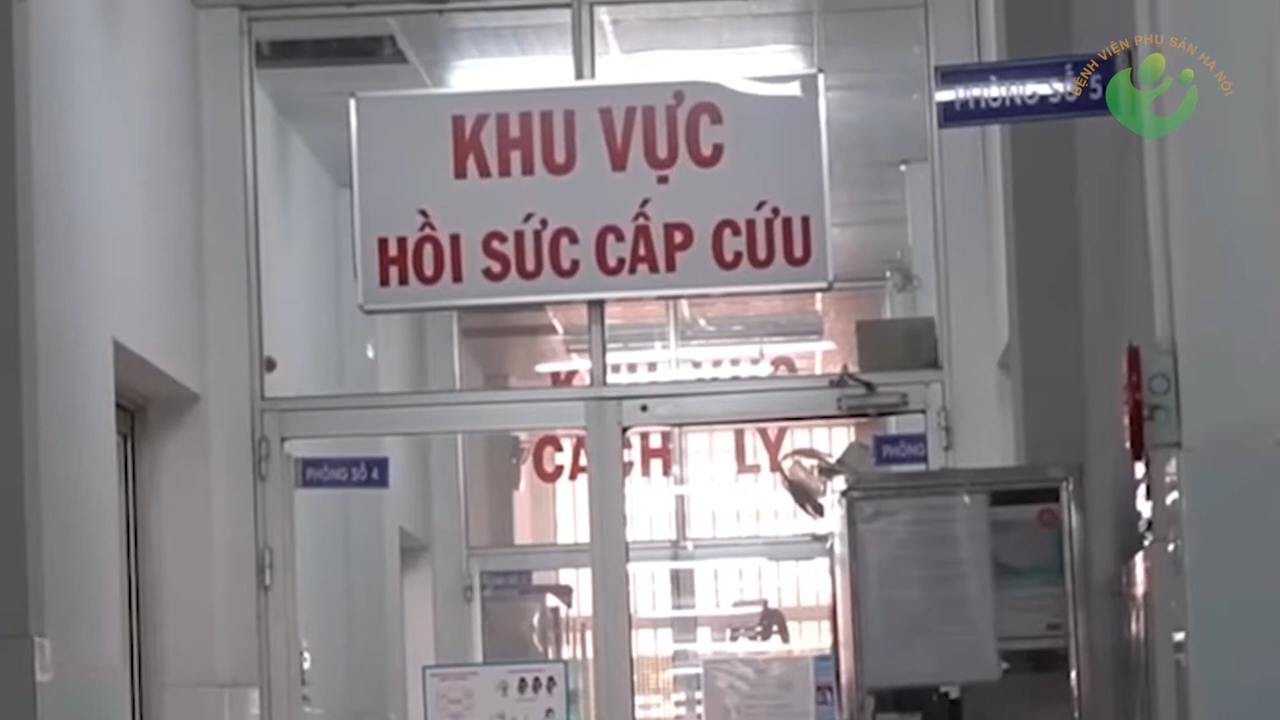 KHU VỰC
HỒI SỨC CẤP CỨU
PHÒNG SỐ 5
BỆNH VIỆN PHỤ SẢN HÀ NỘI
CÁCH LY
PHÒNG
PHÒNG SỐ 4